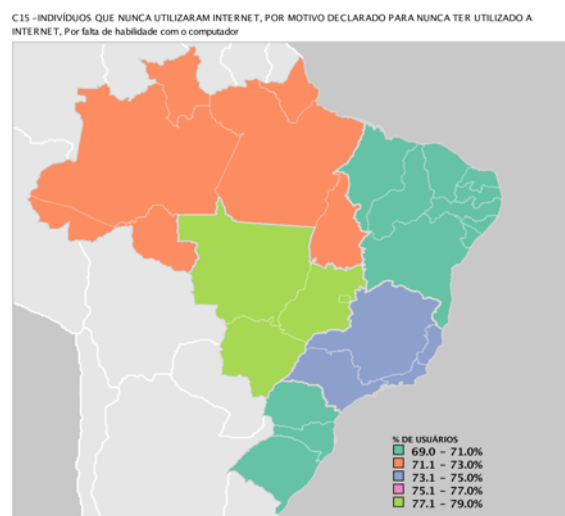 C15 –INDIVÍDUOS QUE NUNCA UTILIZARAM INTERNET, POR MOTIVO DECLARADO PARA NUNCA TER UTILIZADO A
INTERNET, Por falta de habilidade com o computador
% DE USUÁRIOS
69.0 – 71.0%
71.1 – 73.0%
73.1 – 75.0%
75.1 – 77.0%
77.1 – 79.0%